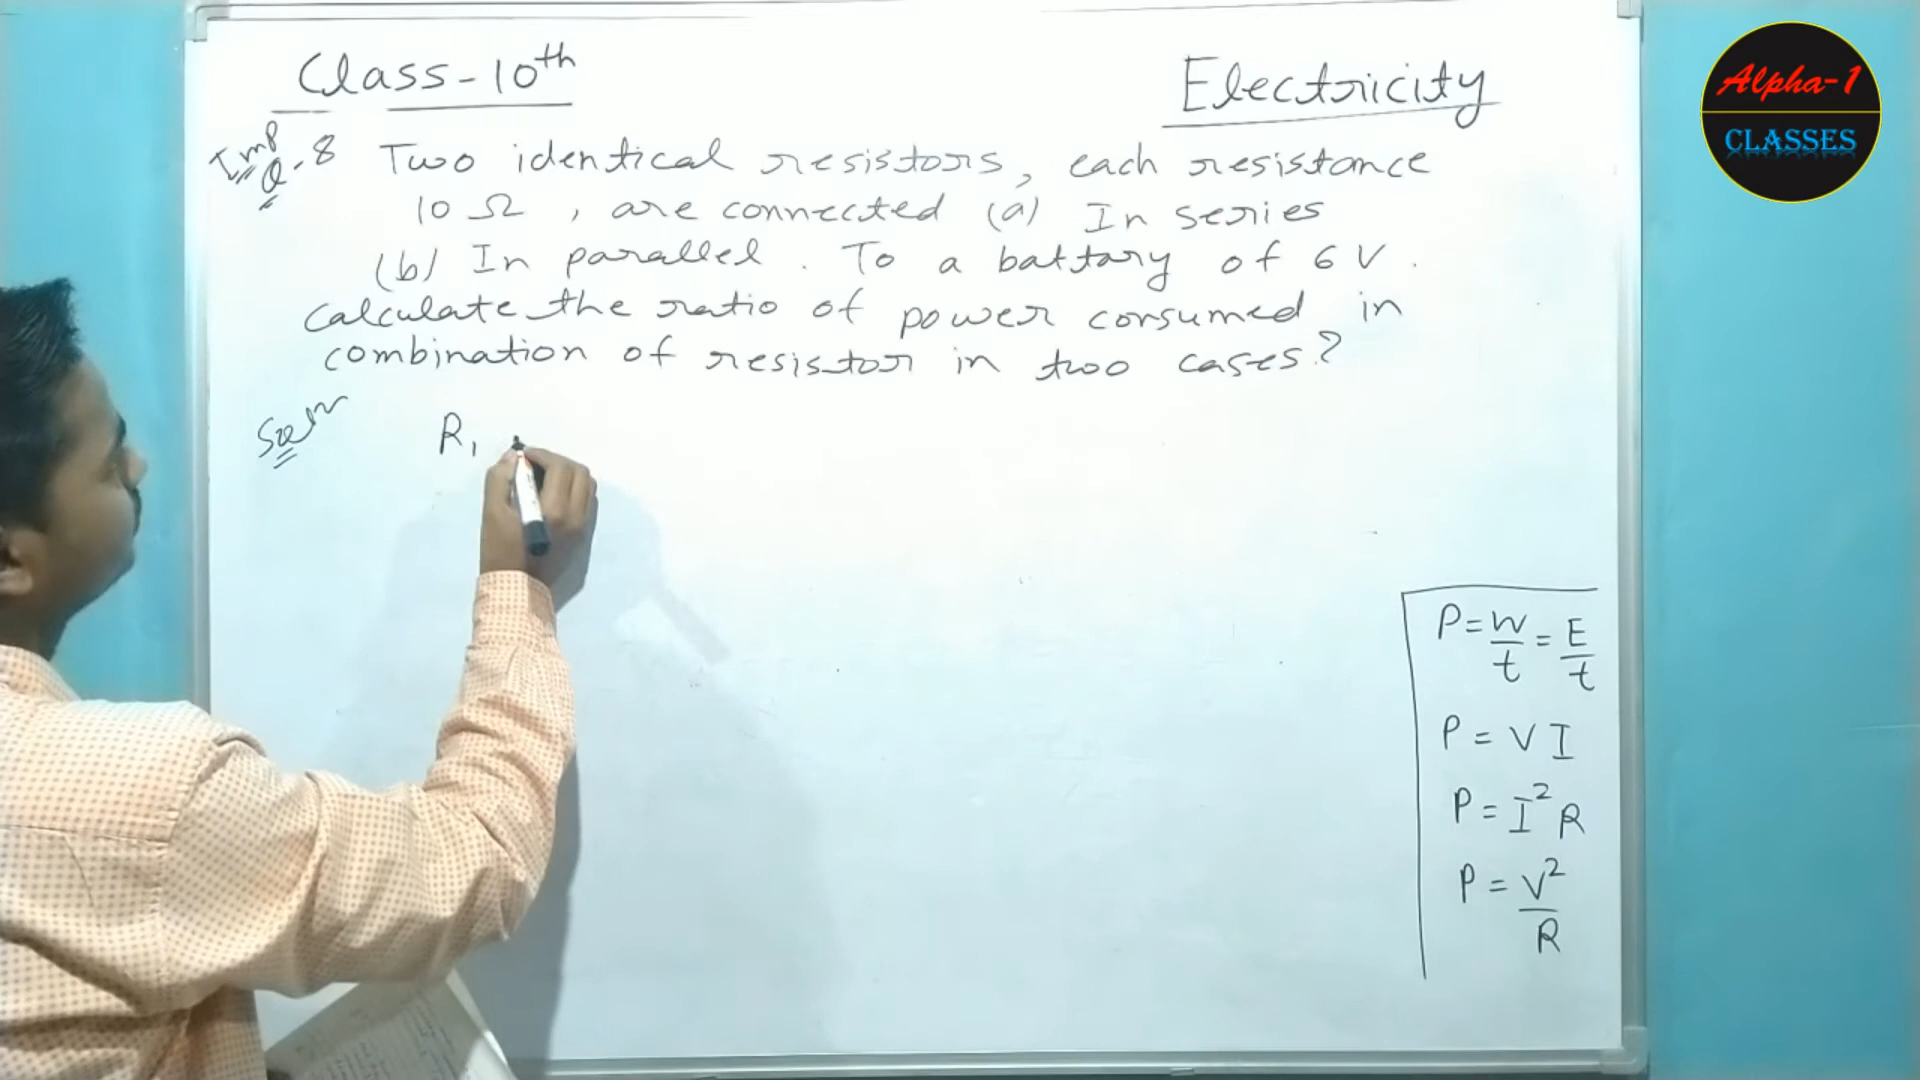 Class-10th
Electricity
Alpha-1
CLASSES
Imp
Q-8 Two identical resistors, each resistance
10 Ω , are connected (a) In series
(b) In parallel . To a battary of 6 V .
Calculate the ratio of power consumed in
combination of resistor in two cases.?
Soln
R1
P = W/t = E/t
P = V I
P = I² R
P = V²/R